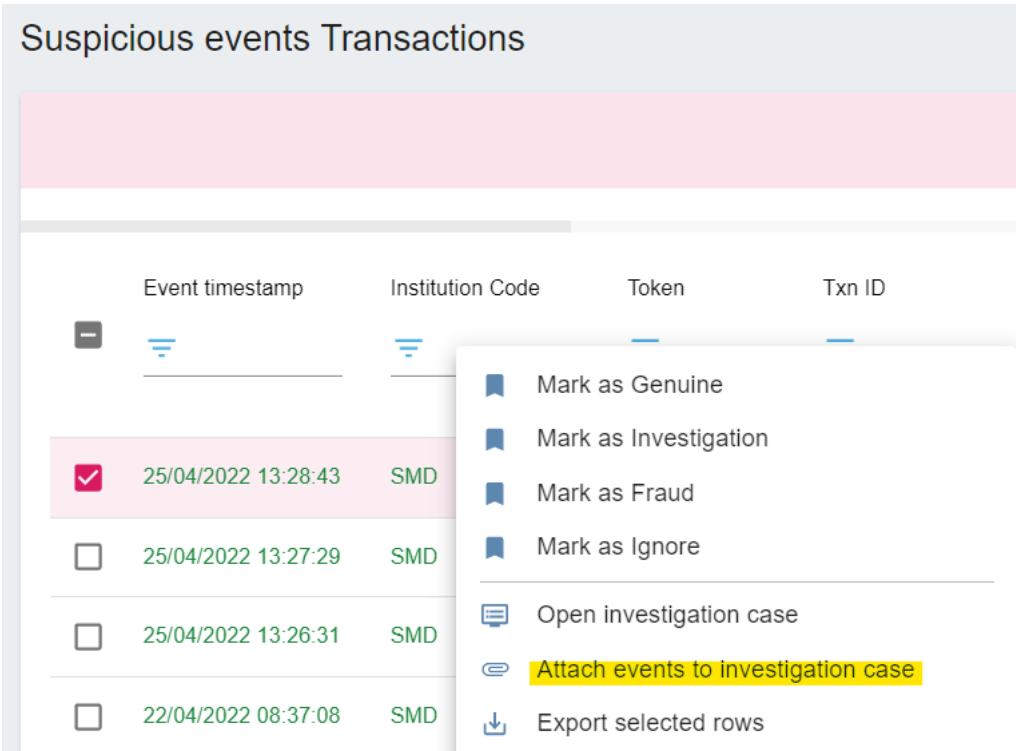 Suspicious events Transactions
Event timestamp Institution Code Token Txn ID
Mark as Genuine
Mark as Investigation
25/04/2022 13:28:43 SMD
Mark as Fraud
25/04/2022 13:27:29 SMD
Mark as Ignore
Open investigation case
25/04/2022 13:26:31 SMD
Attach events to investigation case
22/04/2022 08:37:08 SMD
Export selected rows